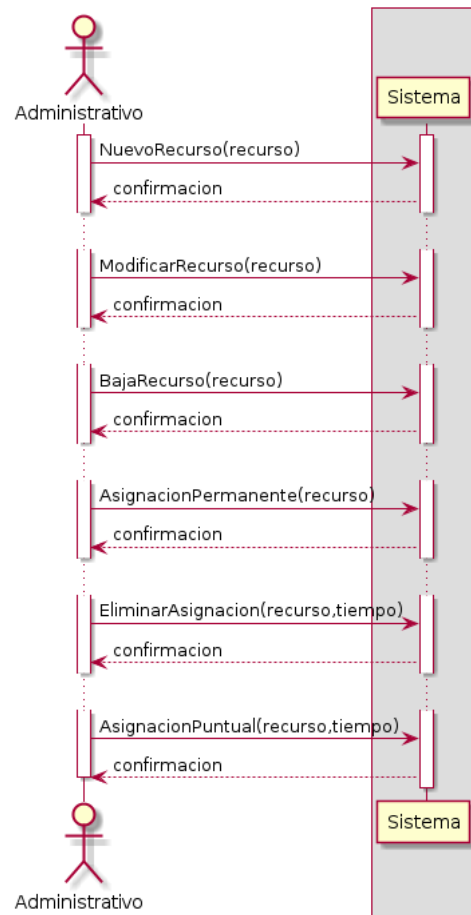 Administrativo
Sistema
NuevoRecurso(recurso)
confirmacion
ModificarRecurso(recurso)
confirmacion
BajaRecurso(recurso)
confirmacion
AsignacionPermanente(recurso)
confirmacion
EliminarAsignacion(recurso,tiempo)
confirmacion
AsignacionPuntual(recurso,tiempo)
confirmacion
Administrativo
Sistema